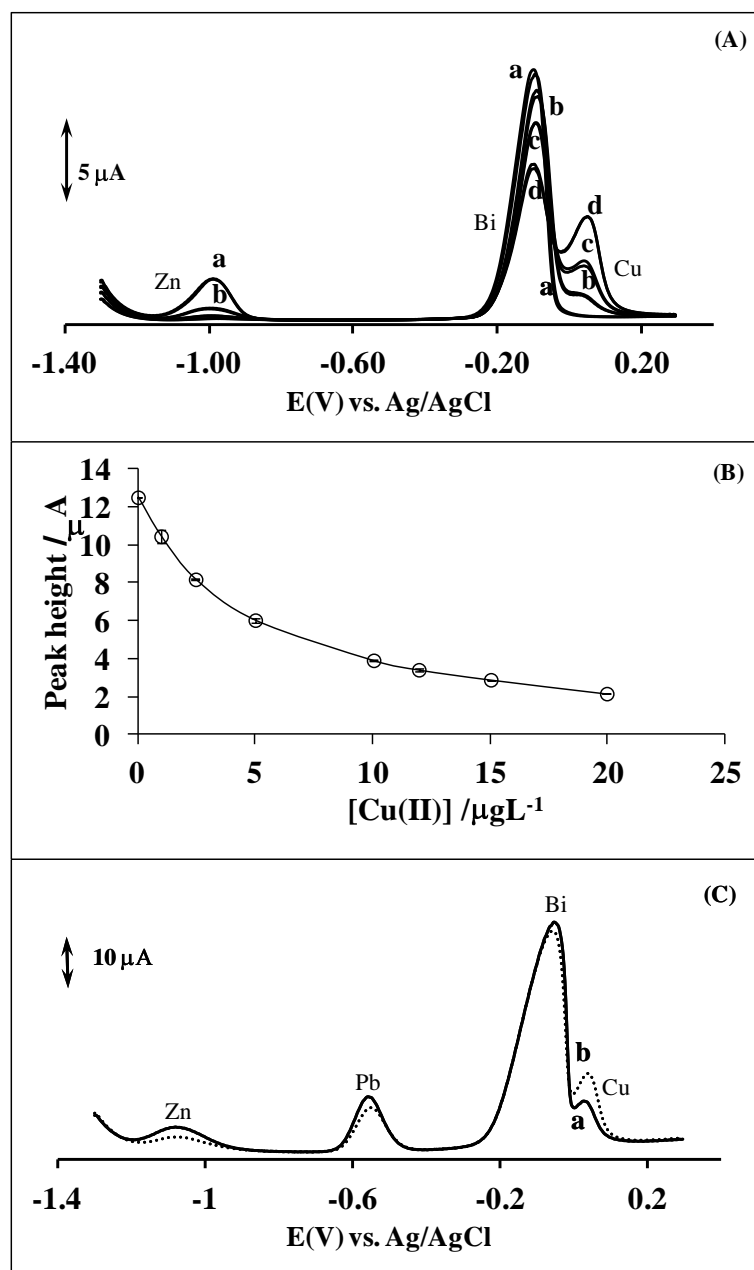 (A)
a
b
5 μA
c
d
Bi
d
Zn
a
c
Cu
b
b
a
-1.40 -1.00 -0.60 -0.20 0.20
E(V) vs. Ag/AgCl
(B)
14
12
10
8
6
4
2
0
Peak height / μA
0 5 10 15 20 25
[Cu(II)] /μgL-1
(C)
Bi
10 μA
b
Pb
Cu
Zn
a
-1.4 -1 -0.6 -0.2 0.2
E(V) vs. Ag/AgCl